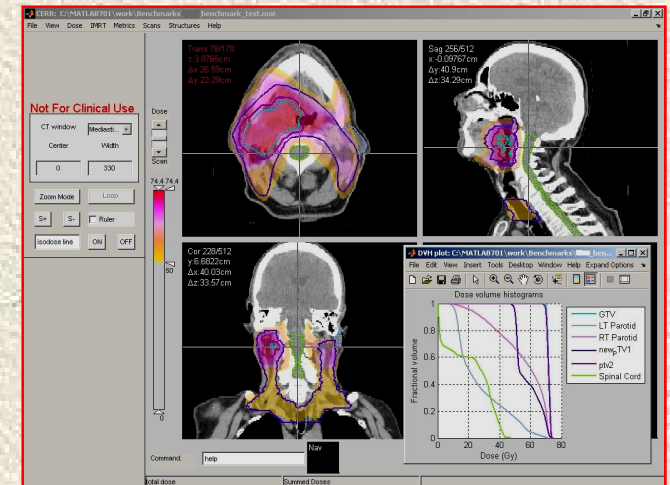 CERR: C:\MATLAB701\work\Benchmarks benchmark_test.mat
File View Dose IMRT Metrics Scans Structures Help
Not For Clinical Use
CT window Mediasti...
Center Width
0 330
Zoom Mode Loop
S+ S- Ruler
isodose line ON OFF
Dose
Scan
74.4 74.4
50
0
Trans 78/170
z:3.0765cm
Δx:26.59cm
Δy:22.29cm
Sag 256/512
x:-0.09767cm
Δy:40.9cm
Δz:34.29cm
Cor 228/512
y:6.6822cm
Δx:40.03cm
Δz:33.57cm
DVH plot: C:\MATLAB701\work\Benchmarks\ ben...
File Edit View Insert Tools Desktop Window Help Expand Options
Dose volume histograms
Fractional volume
1
0.8
0.6
0.4
0.2
0
0 20 40 60 80
Dose (Gy)
GTV
LT Parotid
RT Parotid
new_pTV1
ptv2
Spinal Cord
Nav
Command: help
total dose Summed Doses